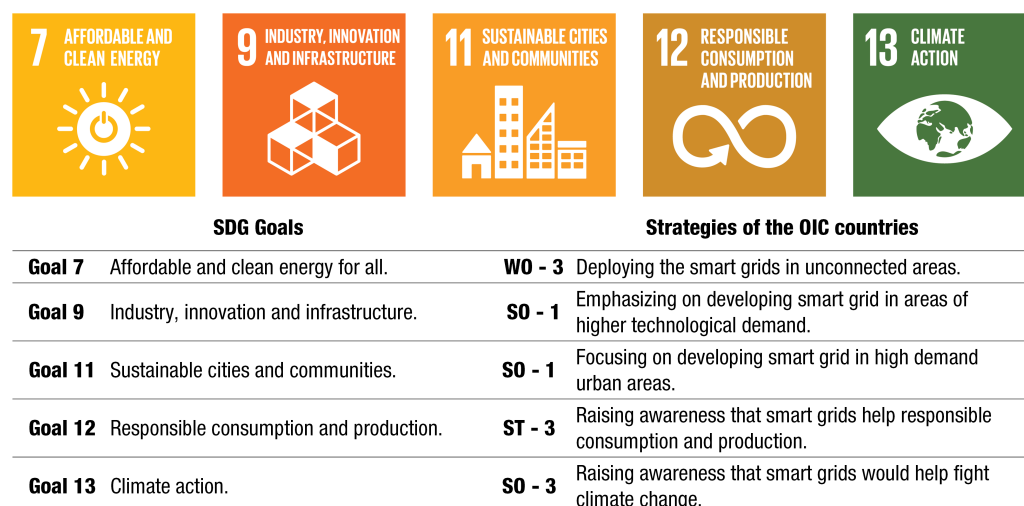 7 AFFORDABLE AND
CLEAN ENERGY
9 INDUSTRY, INNOVATION
AND INFRASTRUCTURE
11 SUSTAINABLE CITIES
AND COMMUNITIES
12 RESPONSIBLE
CONSUMPTION
AND PRODUCTION
13 CLIMATE
ACTION
SDG Goals Strategies of the OIC countries
Goal 7 Affordable and clean energy for all. WO - 3 Deploying the smart grids in unconnected areas.
Goal 9 Industry, innovation and infrastructure. SO - 1 Emphasizing on developing smart grid in areas of
higher technological demand.
Goal 11 Sustainable cities and communities. SO - 1 Focusing on developing smart grid in high demand
urban areas.
Goal 12 Responsible consumption and production. ST - 3 Raising awareness that smart grids help responsible
consumption and production.
Goal 13 Climate action. SO - 3 Raising awareness that smart grids would help fight
climate change.